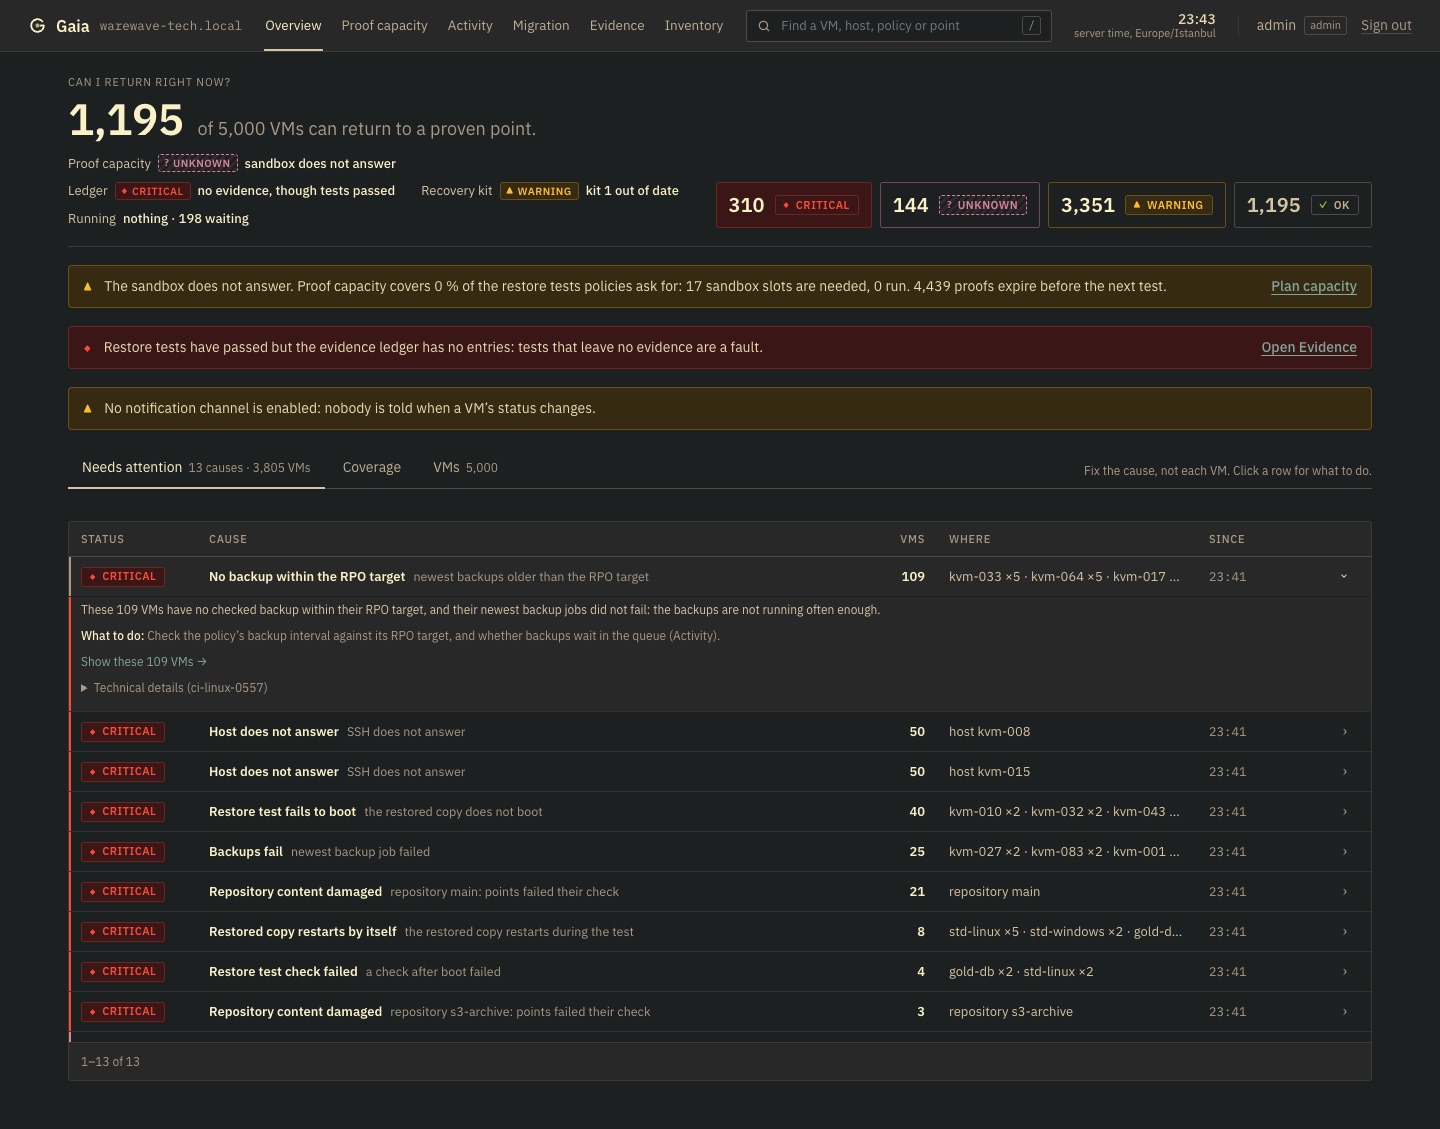 Gaia warewave-tech.local Overview Proof capacity Activity Migration Evidence Inventory Find a VM, host, policy or point / 23:43 admin admin Sign out
server time, Europe/Istanbul
CAN I RETURN RIGHT NOW?
1,195 of 5,000 VMs can return to a proven point.
Proof capacity ? UNKNOWN sandbox does not answer
Ledger CRITICAL no evidence, though tests passed Recovery kit WARNING kit 1 out of date
Running nothing · 198 waiting
310 CRITICAL 144 ? UNKNOWN 3,351 WARNING 1,195 ✓ OK
The sandbox does not answer. Proof capacity covers 0 % of the restore tests policies ask for: 17 sandbox slots are needed, 0 run. 4,439 proofs expire before the next test. Plan capacity
Restore tests have passed but the evidence ledger has no entries: tests that leave no evidence are a fault. Open Evidence
No notification channel is enabled: nobody is told when a VM’s status changes.
Needs attention 13 causes · 3,805 VMs Coverage VMs 5,000 Fix the cause, not each VM. Click a row for what to do.
STATUS CAUSE VMS WHERE SINCE
CRITICAL No backup within the RPO target newest backups older than the RPO target 109 kvm-033 ×5 · kvm-064 ×5 · kvm-017 … 23:41
These 109 VMs have no checked backup within their RPO target, and their newest backup jobs did not fail: the backups are not running often enough.
What to do: Check the policy’s backup interval against its RPO target, and whether backups wait in the queue (Activity).
Show these 109 VMs →
Technical details (ci-linux-0557)
CRITICAL Host does not answer SSH does not answer 50 host kvm-008 23:41 ›
CRITICAL Host does not answer SSH does not answer 50 host kvm-015 23:41 ›
CRITICAL Restore test fails to boot the restored copy does not boot 40 kvm-010 ×2 · kvm-032 ×2 · kvm-043 … 23:41 ›
CRITICAL Backups fail newest backup job failed 25 kvm-027 ×2 · kvm-083 ×2 · kvm-001 … 23:41 ›
CRITICAL Repository content damaged repository main: points failed their check 21 repository main 23:41 ›
CRITICAL Restored copy restarts by itself the restored copy restarts during the test 8 std-linux ×5 · std-windows ×2 · gold-d… 23:41 ›
CRITICAL Restore test check failed a check after boot failed 4 gold-db ×2 · std-linux ×2 23:41 ›
CRITICAL Repository content damaged repository s3-archive: points failed their check 3 repository s3-archive 23:41 ›
1–13 of 13